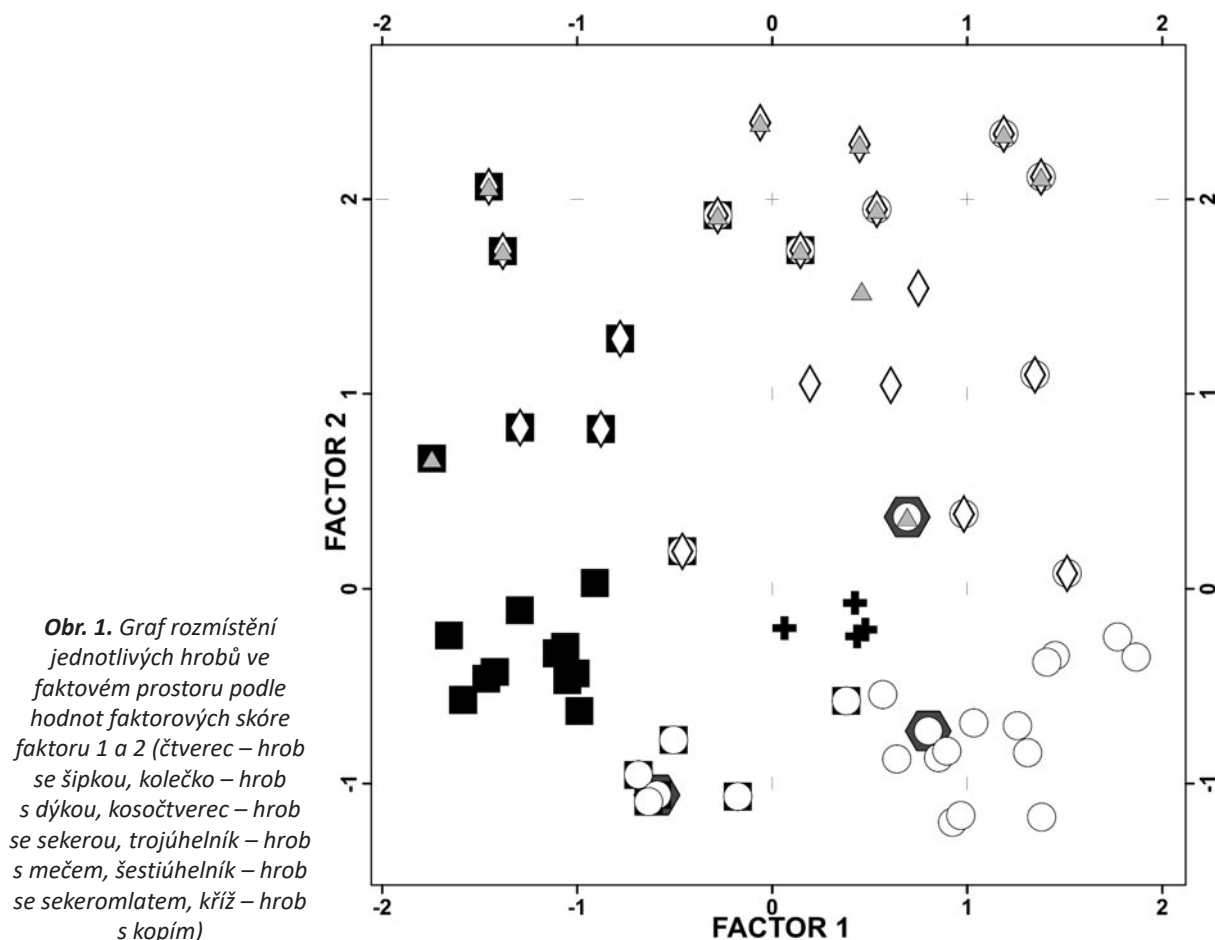 -2 -1 0 1 2
2 2
1 1
FACTOR 2
0 0
-1 -1
-2 -1 0 1 2
FACTOR 1
Obr. 1. Graf rozmístění
jednotlivých hrobů ve
faktovém prostoru podle
hodnot faktorových skóre
faktoru 1 a 2 (čtverec – hrob
se šipkou, kolečko – hrob
s dýkou, kosočtverec – hrob
se sekerou, trojúhelník – hrob
s mečem, šestiúhelník – hrob
se sekeromlatem, kříž – hrob
s kopím)